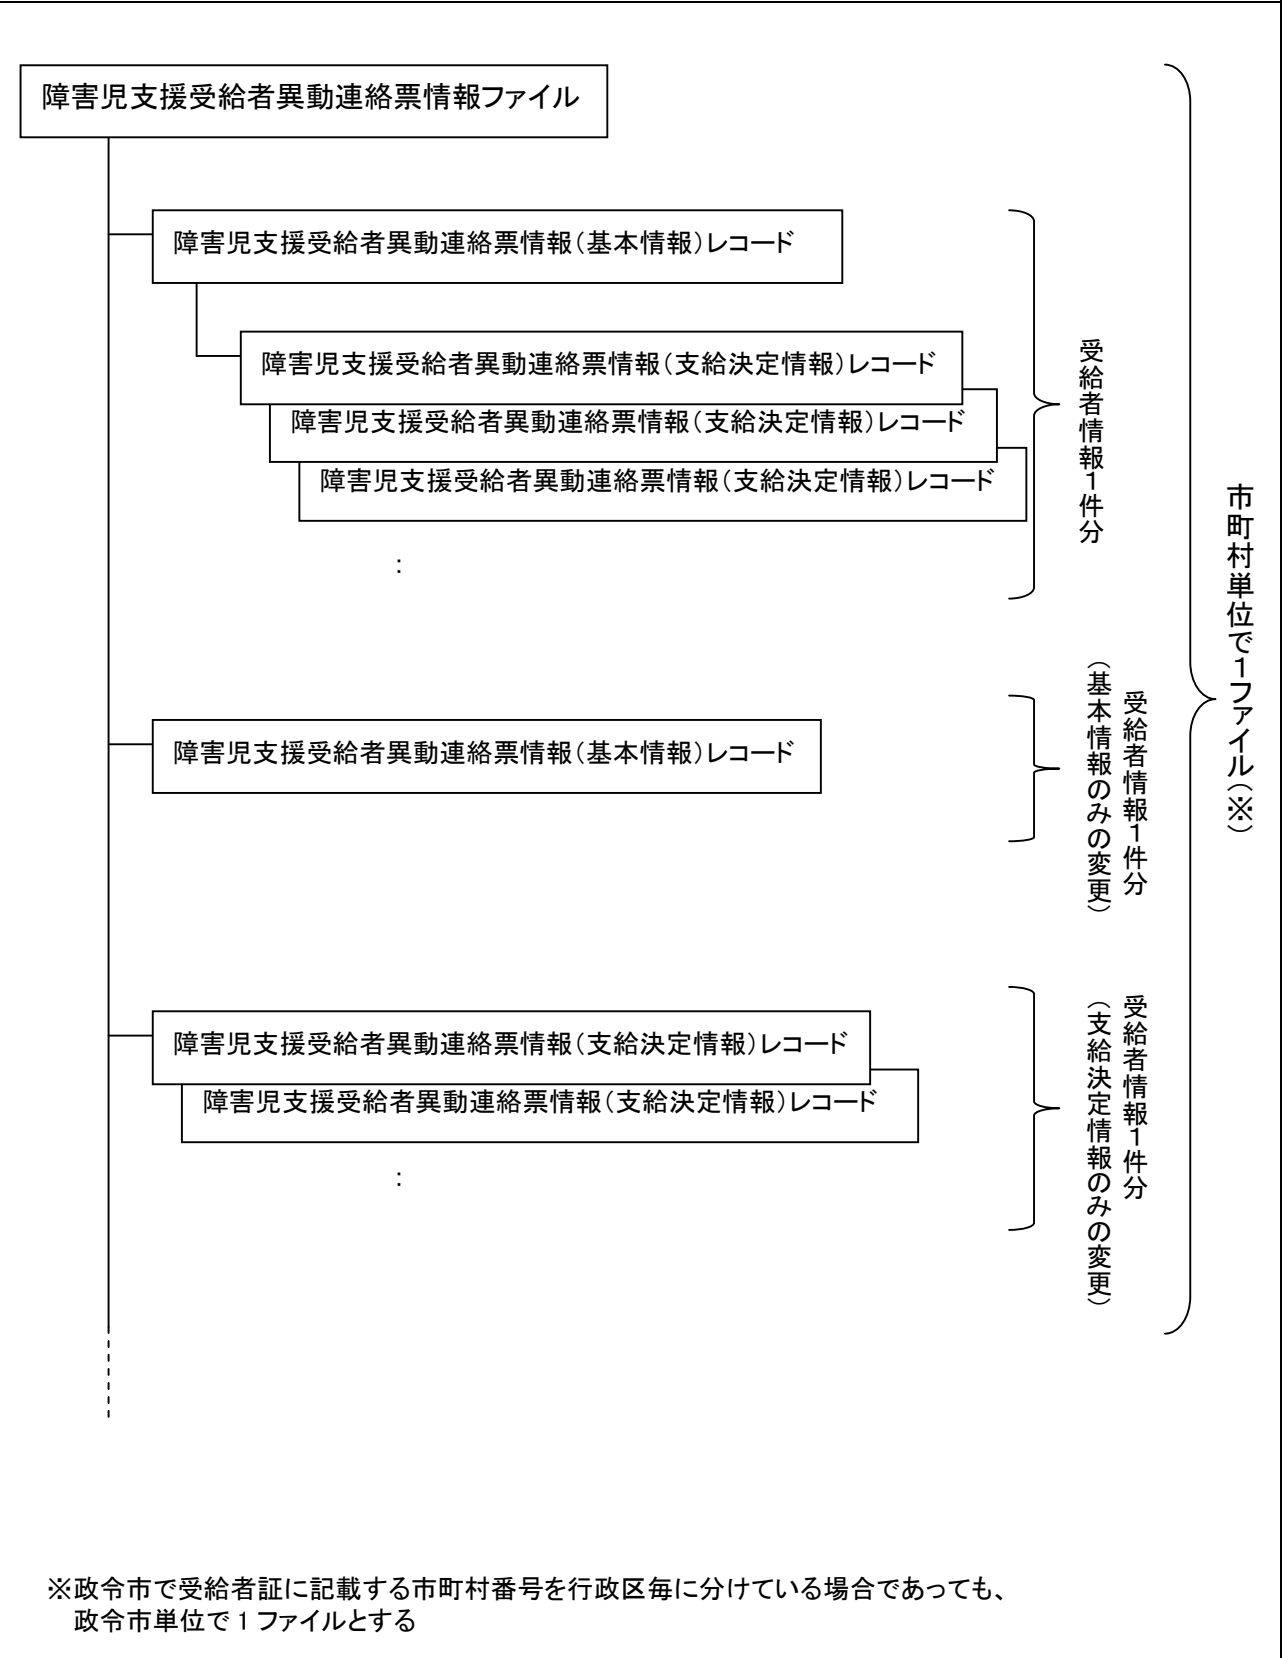 障害児支援受給者異動連絡票情報ファイル
障害児支援受給者異動連絡票情報（基本情報）レコード
障害児支援受給者異動連絡票情報（支給決定情報）レコード
障害児支援受給者異動連絡票情報（支給決定情報）レコード
障害児支援受給者異動連絡票情報（支給決定情報）レコード
：
受給者情報１件分
障害児支援受給者異動連絡票情報（基本情報）レコード
受給者情報１件分
（基本情報のみの変更）
障害児支援受給者異動連絡票情報（支給決定情報）レコード
障害児支援受給者異動連絡票情報（支給決定情報）レコード
：
受給者情報１件分
（支給決定情報のみの変更）
市町村単位で１ファイル（※）
※政令市で受給者証に記載する市町村番号を行政区毎に分けている場合であっても、
政令市単位で１ファイルとする